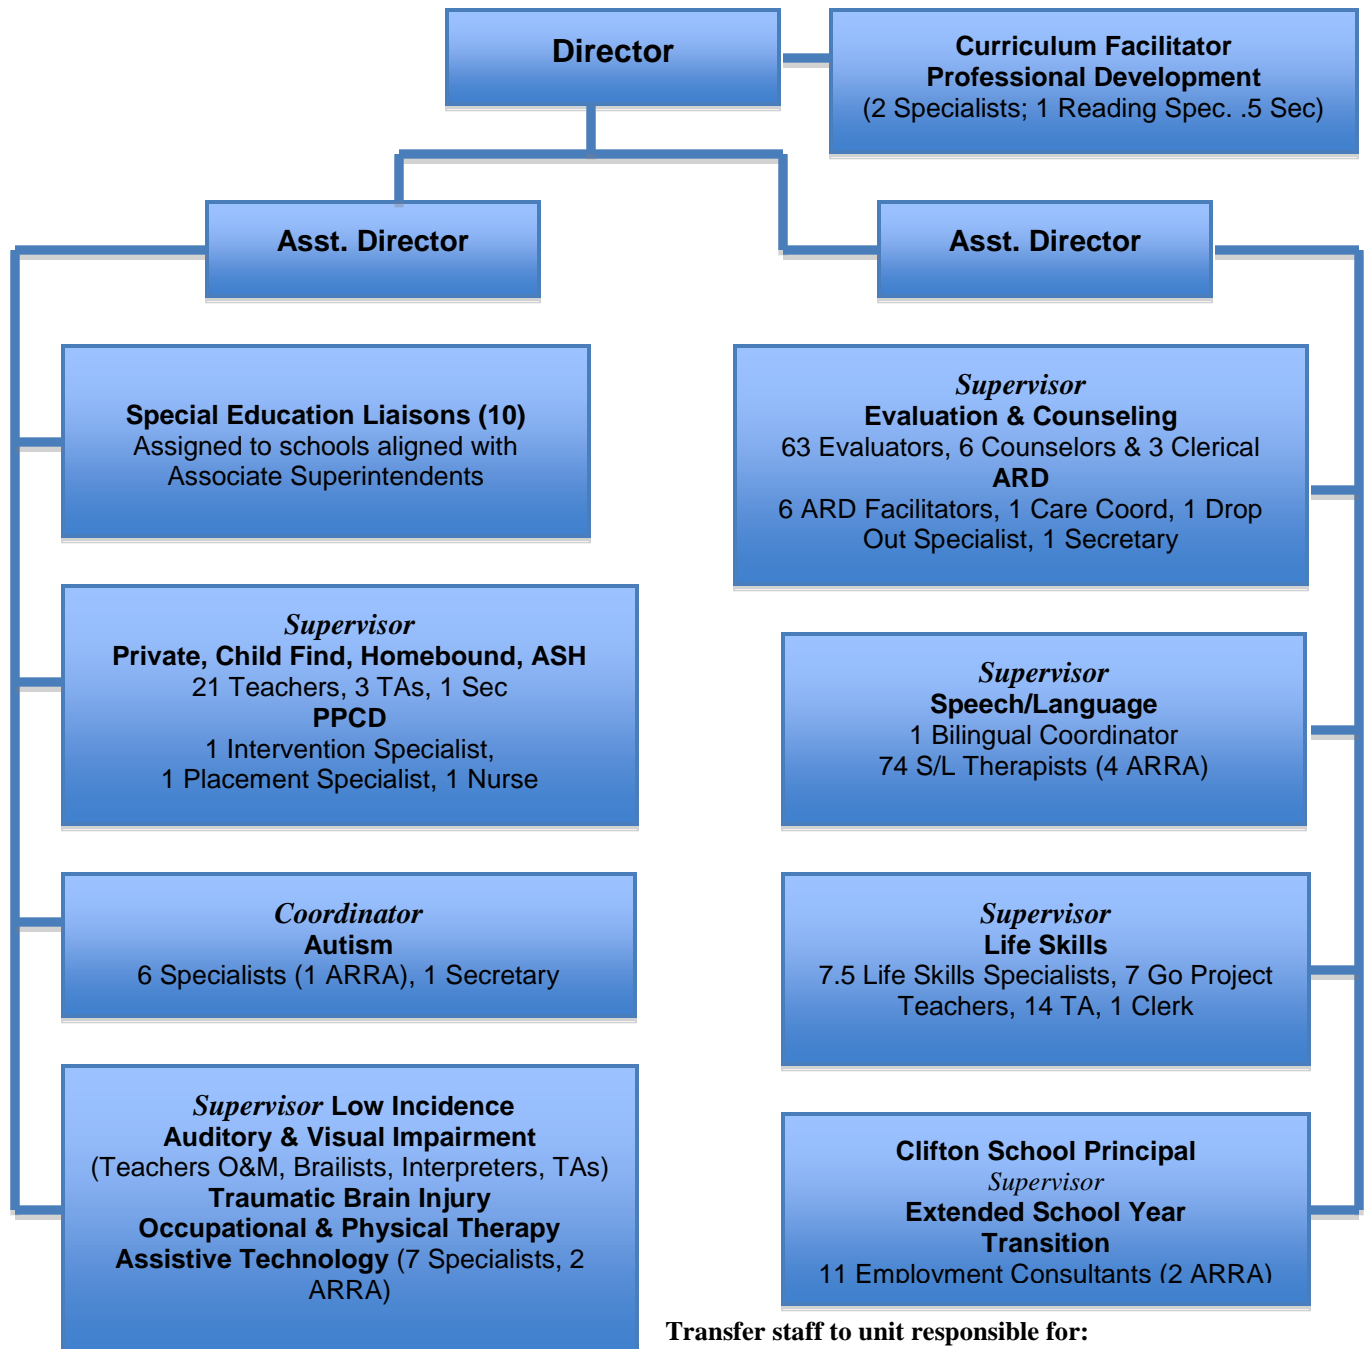 Director
Curriculum Facilitator
Professional Development
(2 Specialists; 1 Reading Spec. .5 Sec)
Asst. Director
Asst. Director
Special Education Liaisons (10)
Assigned to schools aligned with
Associate Superintendents
Supervisor
Private, Child Find, Homebound, ASH
21 Teachers, 3 TAs, 1 Sec
PPCD
1 Intervention Specialist,
1 Placement Specialist, 1 Nurse
Coordinator
Autism
6 Specialists (1 ARRA), 1 Secretary
Supervisor Low Incidence
Auditory & Visual Impairment
(Teachers O&M, Brailists, Interpreters, TAs)
Traumatic Brain Injury
Occupational & Physical Therapy
Assistive Technology (7 Specialists, 2
ARRA)
Supervisor
Evaluation & Counseling
63 Evaluators, 6 Counselors & 3 Clerical
ARD
6 ARD Facilitators, 1 Care Coord, 1 Drop
Out Specialist, 1 Secretary
Supervisor
Speech/Language
1 Bilingual Coordinator
74 S/L Therapists (4 ARRA)
Supervisor
Life Skills
7.5 Life Skills Specialists, 7 Go Project
Teachers, 14 TA, 1 Clerk
Clifton School Principal
Supervisor
Extended School Year
Transition
11 Employment Consultants (2 ARRA)
Transfer staff to unit responsible for: